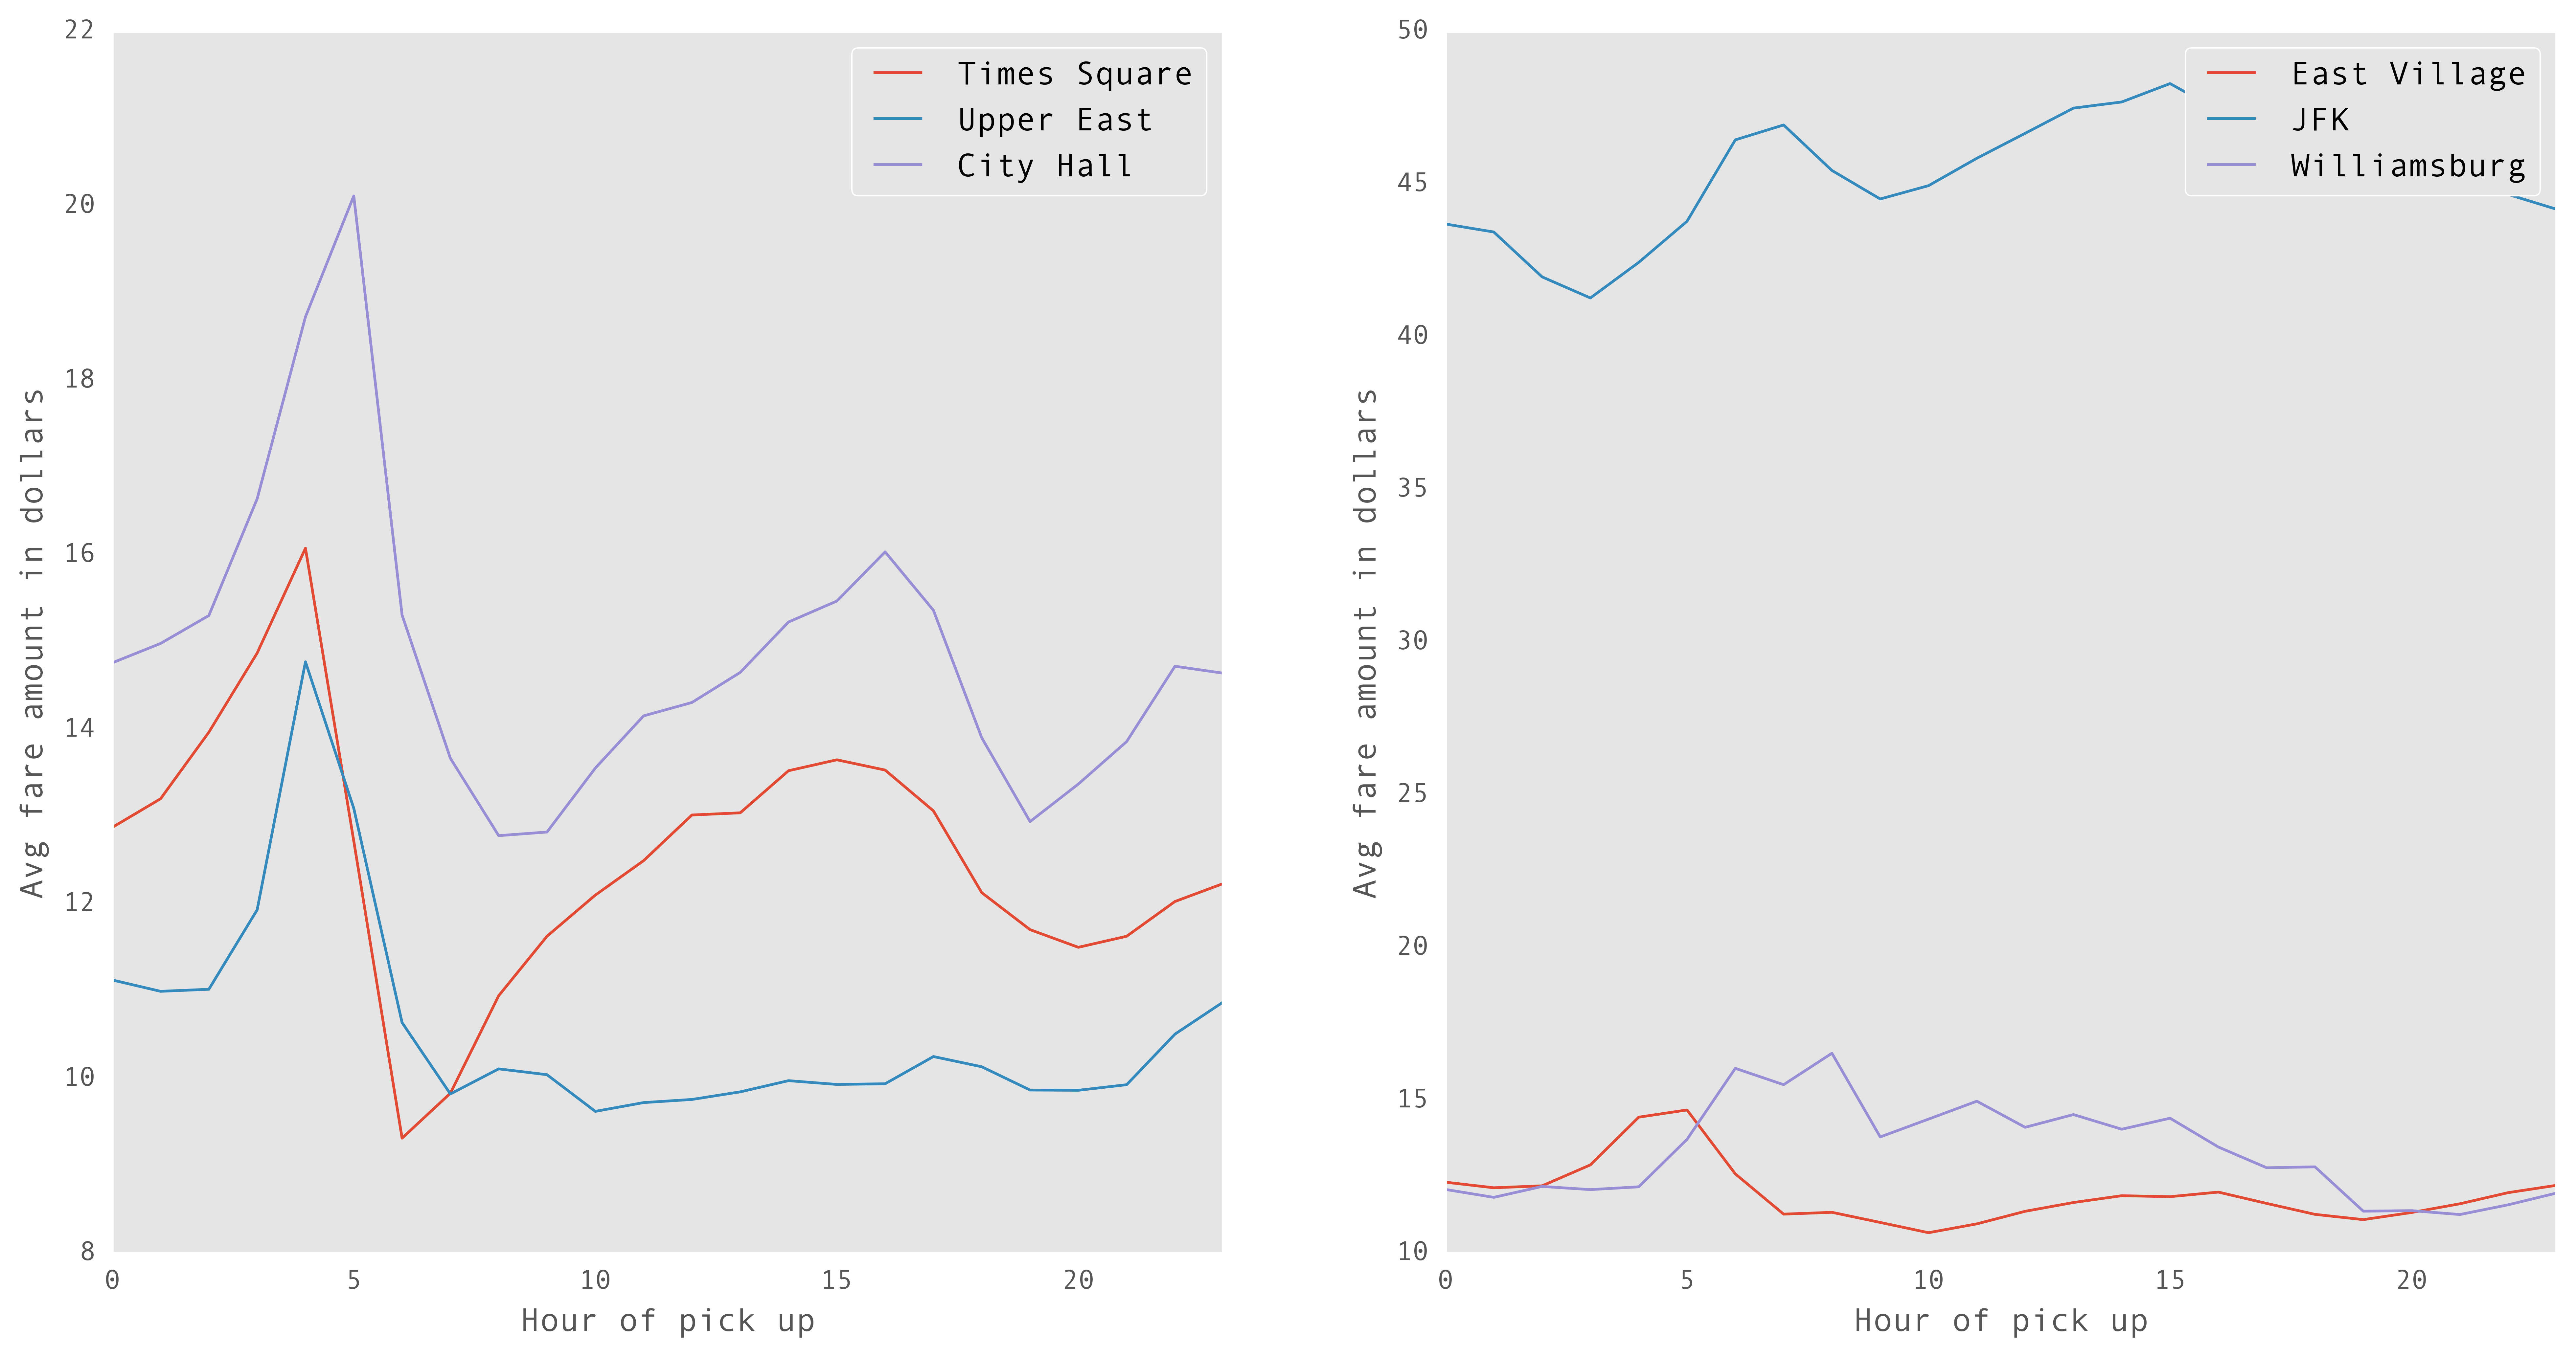 22
20
18
16
14
12
10
8
Avg fare amount in dollars
Times Square
Upper East
City Hall
0 5 10 15 20
Hour of pick up
50
45
40
35
30
25
20
15
10
Avg fare amount in dollars
East Village
JFK
Williamsburg
0 5 10 15 20
Hour of pick up